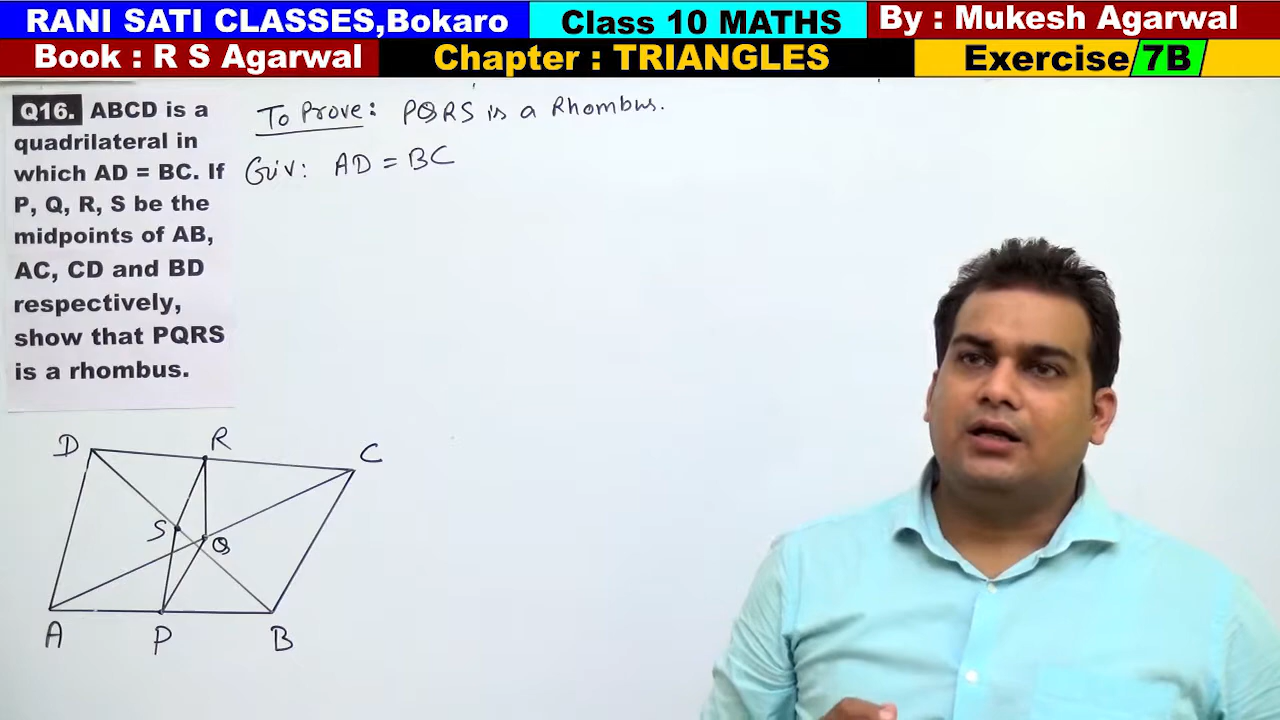 RANI SATI CLASSES,Bokaro
Class 10 MATHS
By : Mukesh Agarwal
Book : R S Agarwal
Chapter : TRIANGLES
Exercise 7B
Q16. ABCD is a
quadrilateral in
which AD = BC. If
P, Q, R, S be the
midpoints of AB,
AC, CD and BD
respectively,
show that PQRS
is a rhombus.
To Prove: PQRS is a Rhombus.
Giv: AD = BC
D
R
C
S
Q
A
P
B